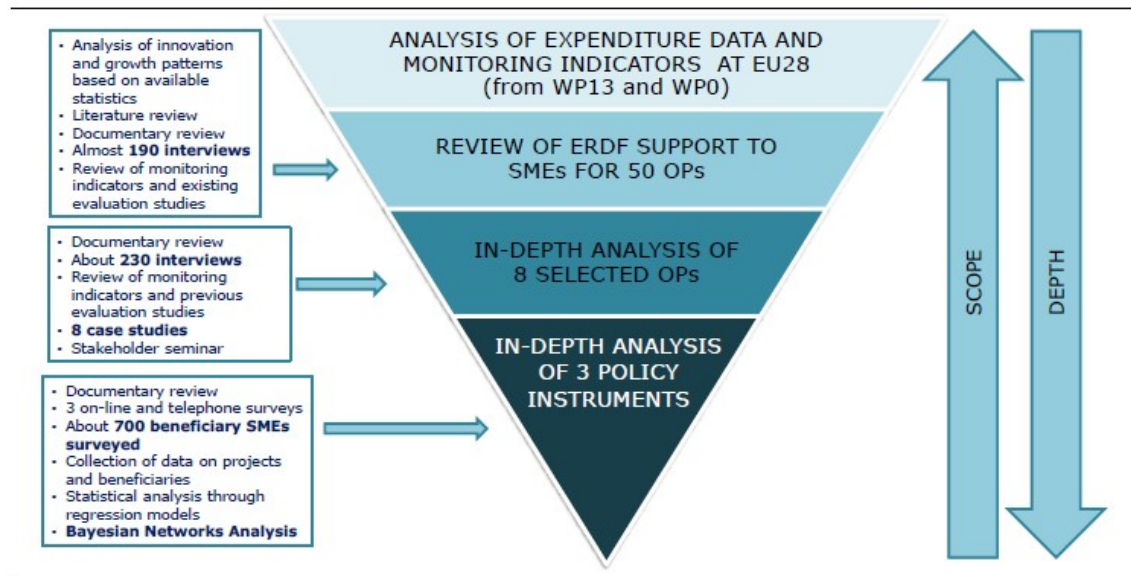 • Analysis of innovation
and growth patterns
based on available
statistics
• Literature review
• Documentary review
• Almost 190 interviews
• Review of monitoring
indicators and existing
evaluation studies
• Documentary review
• About 230 interviews
• Review of monitoring
indicators and previous
evaluation studies
• 8 case studies
• Stakeholder seminar
• Documentary review
• 3 on-line and telephone surveys
• About 700 beneficiary SMEs
surveyed
• Collection of data on projects
and beneficiaries
• Statistical analysis through
regression models
• Bayesian Networks Analysis
ANALYSIS OF EXPENDITURE DATA AND
MONITORING INDICATORS AT EU28
(from WP13 and WP0)
REVIEW OF ERDF SUPPORT TO
SMEs FOR 50 OPs
IN-DEPTH ANALYSIS OF
8 SELECTED OPs
IN-DEPTH ANALYSIS
OF 3 POLICY
INSTRUMENTS
SCOPE
DEPTH